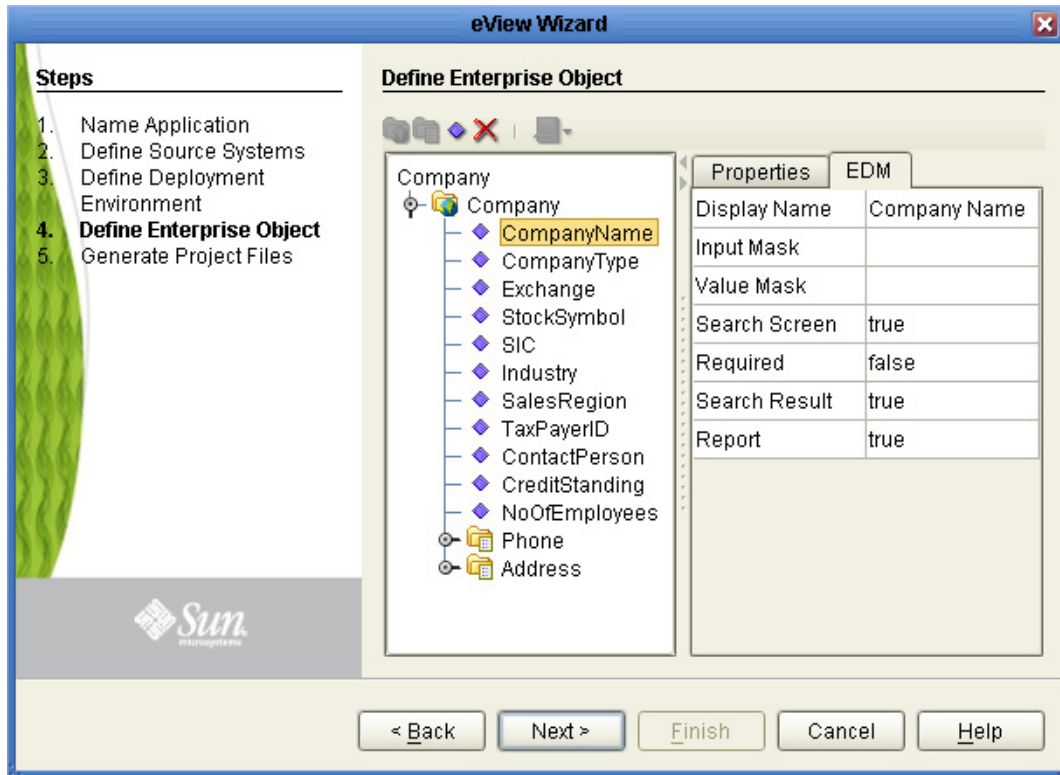 eView Wizard
Steps
1. Name Application
2. Define Source Systems
3. Define Deployment
Environment
4. Define Enterprise Object
5. Generate Project Files
Sun
microsystems
Define Enterprise Object
Company
Company
CompanyName
CompanyType
Exchange
StockSymbol
SIC
Industry
SalesRegion
TaxPayerID
ContactPerson
CreditStanding
NoOfEmployees
Phone
Address
Properties EDM
Display Name Company Name
Input Mask
Value Mask
Search Screen true
Required false
Search Result true
Report true
< Back Next > Finish Cancel Help